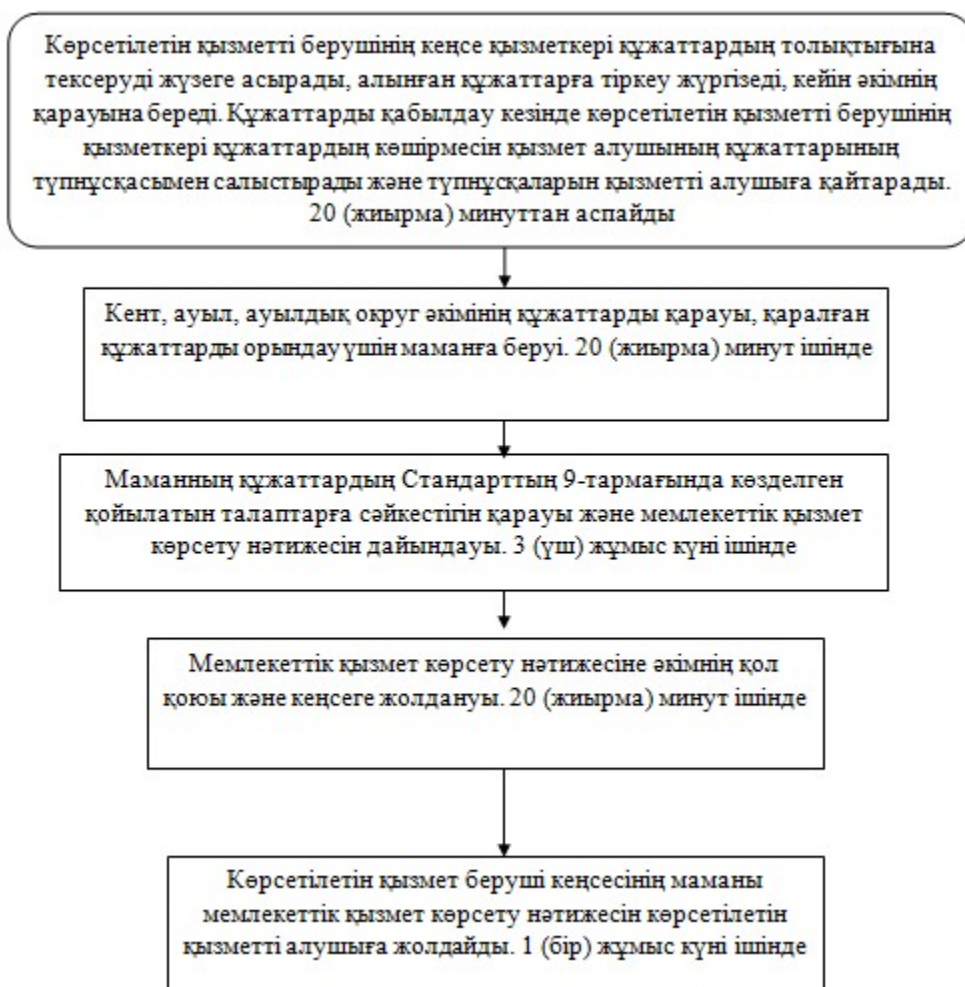 Көрсетілетін қызметті берушінің кеңсе қызметкері құжаттардың толықтығына
тексеруді жүзеге асырады, алынған құжаттарға тіркеу жүргізеді, кейін әкімнің
қарауына береді. Құжаттарды қабылдау кезінде көрсетілетін қызметті берушінің
қызметкері құжаттардың көшірмесін қызмет алушының құжаттарының
түпнұсқасымен салыстырады және түпнұсқаларын қызметті алушыға қайтарады.
20 (жиырма) минуттан аспайды
Кент, ауыл, ауылдық округ әкімінің құжаттарды қарауы, қаралған
құжаттарды орындау үшін маманға беруі. 20 (жиырма) минут ішінде
Маманның құжаттардың Стандарттың 9-тармағында көзделген
қойылатын талаптарға сәйкестігін қарауы және мемлекеттік қызмет
көрсету нәтижесін дайындауы. 3 (үш) жұмыс күні ішінде
Мемлекеттік қызмет көрсету нәтижесіне әкімнің қол
қоюы және кеңсеге жолдануы. 20 (жиырма) минут ішінде
Көрсетілетін қызмет беруші кеңсесінің маманы
мемлекеттік қызмет көрсету нәтижесін көрсетілетін
қызметті алушыға жолдайды. 1 (бір) жұмыс күні ішінде